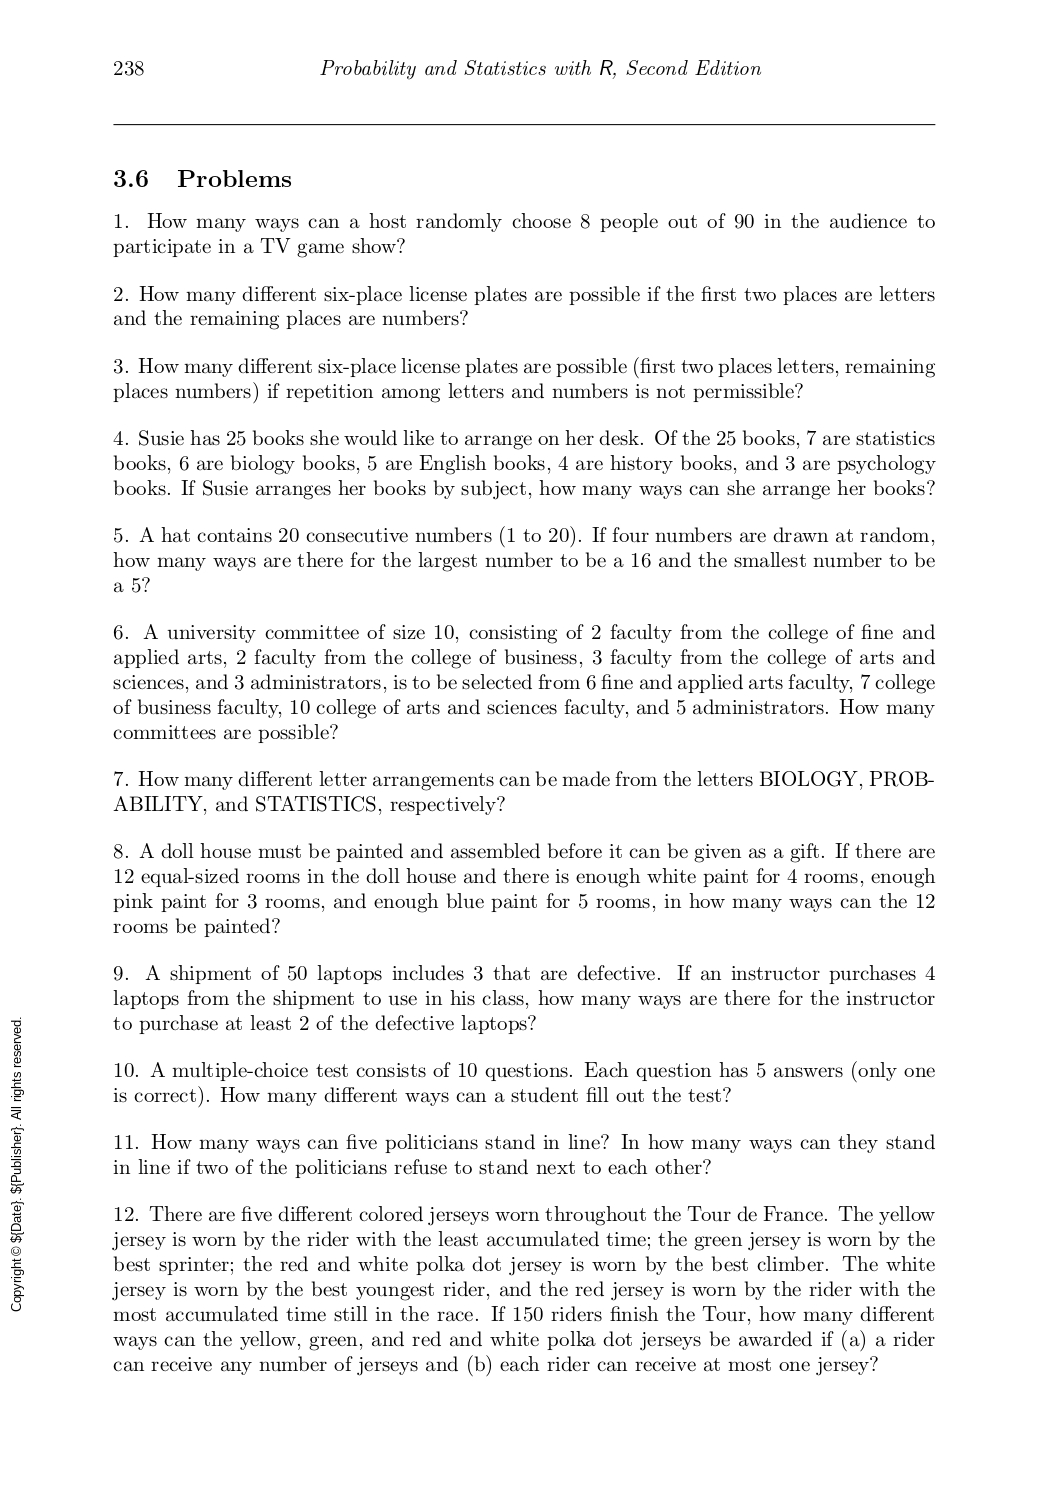 238
Probability and Statistics with R, Second Edition
3.6 Problems
1. How many ways can a host randomly choose 8 people out of 90 in the audience to
participate in a TV game show?
2. How many different six-place license plates are possible if the first two places are letters
and the remaining places are numbers?
3. How many different six-place license plates are possible (first two places letters, remaining
places numbers) if repetition among letters and numbers is not permissible?
4. Susie has 25 books she would like to arrange on her desk. Of the 25 books, 7 are statistics
books, 6 are biology books, 5 are English books, 4 are history books, and 3 are psychology
books. If Susie arranges her books by subject, how many ways can she arrange her books?
5. A hat contains 20 consecutive numbers (1 to 20). If four numbers are drawn at random,
how many ways are there for the largest number to be a 16 and the smallest number to be
a 5?
6. A university committee of size 10, consisting of 2 faculty from the college of fine and
applied arts, 2 faculty from the college of business, 3 faculty from the college of arts and
sciences, and 3 administrators, is to be selected from 6 fine and applied arts faculty, 7 college
of business faculty, 10 college of arts and sciences faculty, and 5 administrators. How many
committees are possible?
7. How many different letter arrangements can be made from the letters BIOLOGY, PROB-
ABILITY, and STATISTICS, respectively?
8. A doll house must be painted and assembled before it can be given as a gift. If there are
12 equal-sized rooms in the doll house and there is enough white paint for 4 rooms, enough
pink paint for 3 rooms, and enough blue paint for 5 rooms, in how many ways can the 12
rooms be painted?
9. A shipment of 50 laptops includes 3 that are defective. If an instructor purchases 4
laptops from the shipment to use in his class, how many ways are there for the instructor
to purchase at least 2 of the defective laptops?
10. A multiple-choice test consists of 10 questions. Each question has 5 answers (only one
is correct). How many different ways can a student fill out the test?
11. How many ways can five politicians stand in line? In how many ways can they stand
in line if two of the politicians refuse to stand next to each other?
12. There are five different colored jerseys worn throughout the Tour de France. The yellow
jersey is worn by the rider with the least accumulated time; the green jersey is worn by the
best sprinter; the red and white polka dot jersey is worn by the best climber. The white
jersey is worn by the best youngest rider, and the red jersey is worn by the rider with the
most accumulated time still in the race. If 150 riders finish the Tour, how many different
ways can the yellow, green, and red and white polka dot jerseys be awarded if (a) a rider
can receive any number of jerseys and (b) each rider can receive at most one jersey?
Copyright © ${Date}. ${Publisher}. All rights reserved.